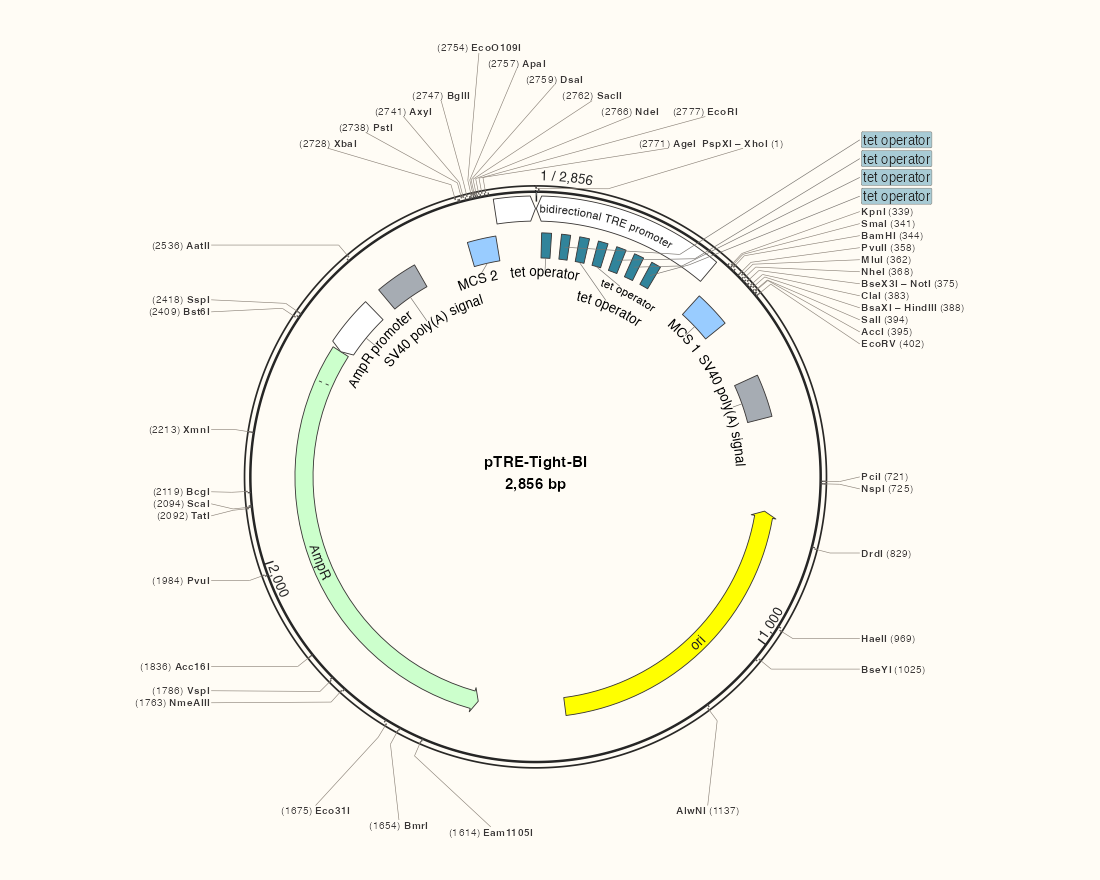 (2754) EcoO109I
(2757) ApaI
(2759) DsaI
(2747) BglII
(2762) SacII
(2741) AxyI
(2766) NdeI
(2777) EcoRI
(2738) PstI
(2728) XbaI
(2771) AgeI
PspXI – XhoI (1)
tet operator
tet operator
tet operator
tet operator
KpnI (339)
SmaI (341)
BamHI (344)
PvuII (358)
MluI (362)
NheI (368)
BseX3I – NotI (375)
ClaI (383)
BsaXI – HindIII (388)
SalI (394)
AccI (395)
EcoRV (402)
1 / 2,856
bidirectional TRE promoter
tet operator
tet operator
tet operator
MCS 2
MCS 1
SV40 poly(A) signal
SV40 poly(A) signal
AmpR promoter
(2536) AatII
(2418) SspI
(2409) Bst6I
(2213) XmnI
(2119) BcgI
(2094) ScaI
(2092) TatI
(1984) PvuI
(1836) Acc16I
(1786) VspI
(1763) NmeAIII
pTRE-Tight-BI
2,856 bp
PciI (721)
NspI (725)
DrdI (829)
HaeII (969)
BseYI (1025)
AmpR
2,000
1,000
ori
(1675) Eco31I
(1654) BmrI
(1614) Eam1105I
AlwNI (1137)